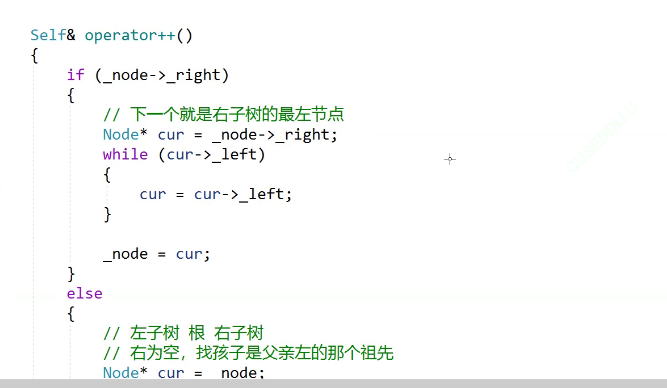 Self& operator++()
{
if (_node->_right)
{
// 下一个就是右子树的最左节点
Node* cur = _node->_right;
while (cur->_left)
{
cur = cur->_left;
}
_node = cur;
}
else
{
// 左子树 根 右子树
// 右为空，找孩子是父亲左的那个祖先
Node* cur = _node;